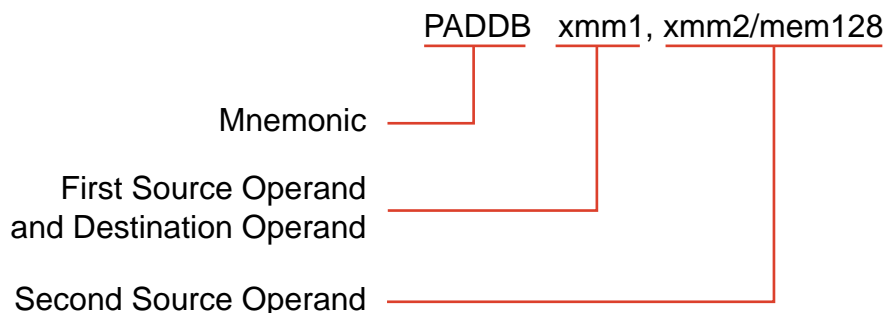 PADDB xmm1, xmm2/mem128
Mnemonic
First Source Operand
and Destination Operand
Second Source Operand